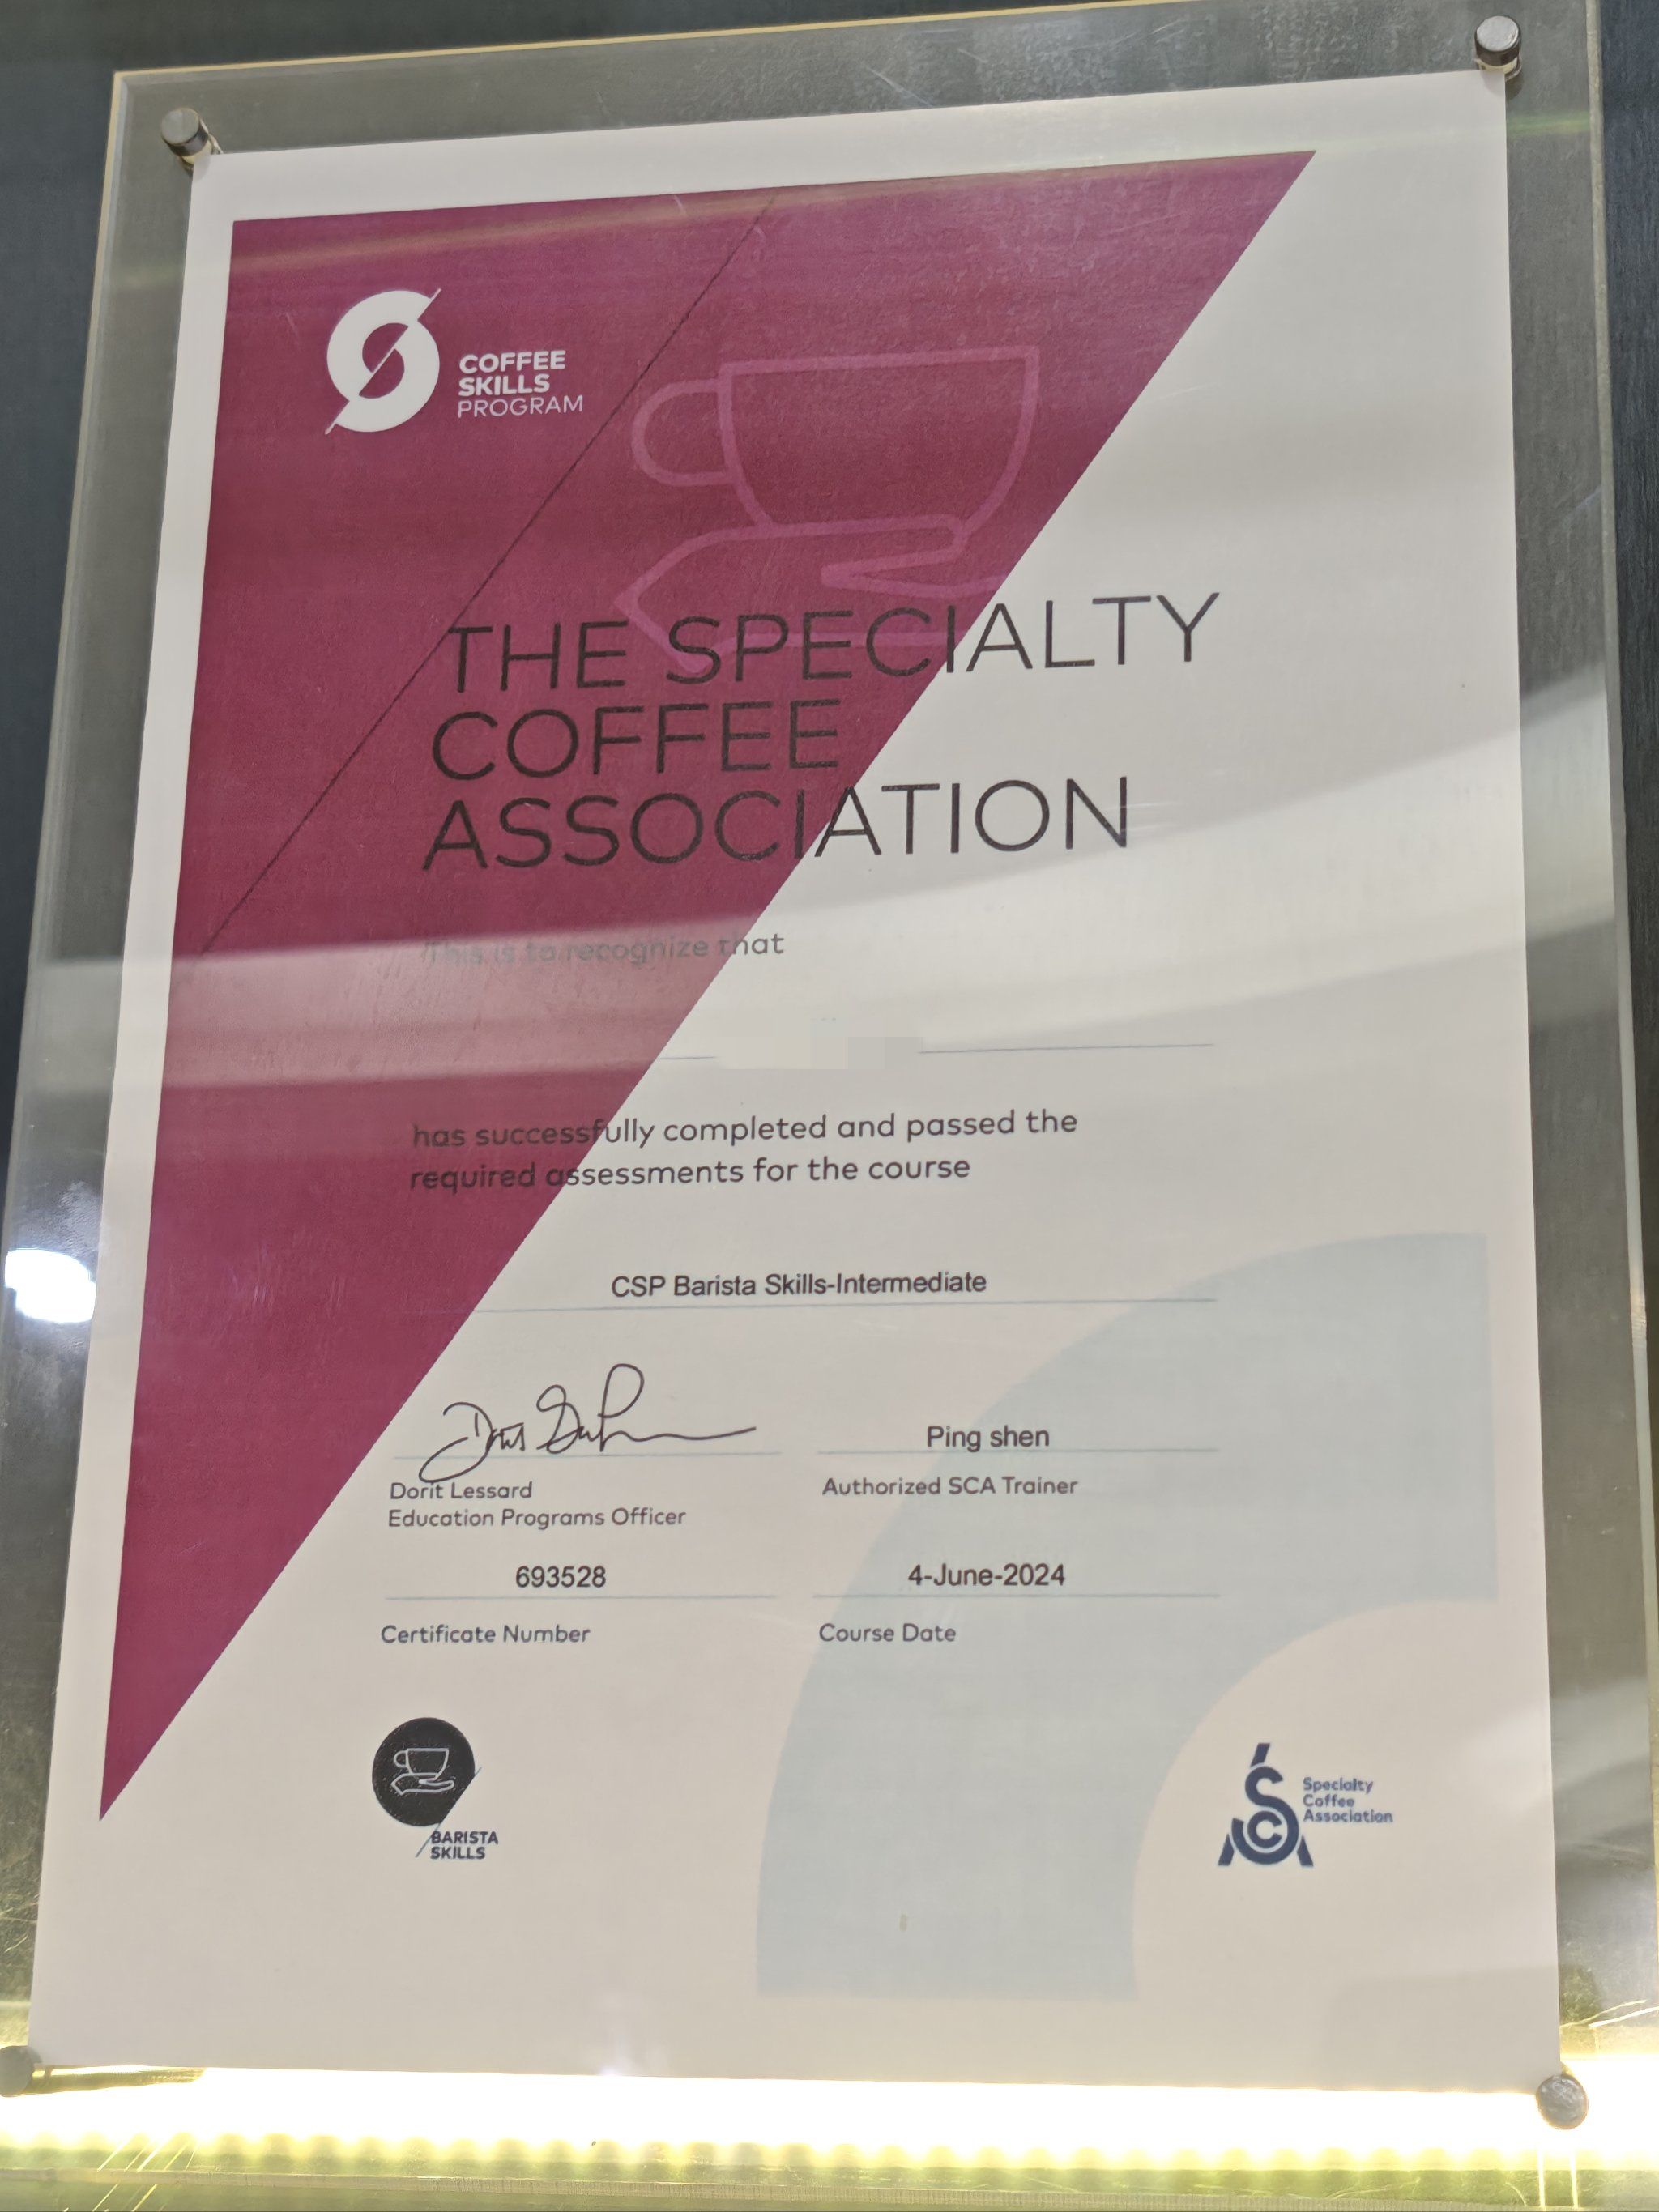 COFFEE
SKILLS
PROGRAM
THE SPECIALTY
COFFEE
ASSOCIATION
This is to recognize that
has successfully completed and passed the
required assessments for the course
CSP Barista Skills-Intermediate
Ping shen
Dorit Lessard
Education Programs Officer
Authorized SCA Trainer
693528
4-June-2024
Certificate Number
Course Date
BARISTA
SKILLS
Specialty
Coffee
Association